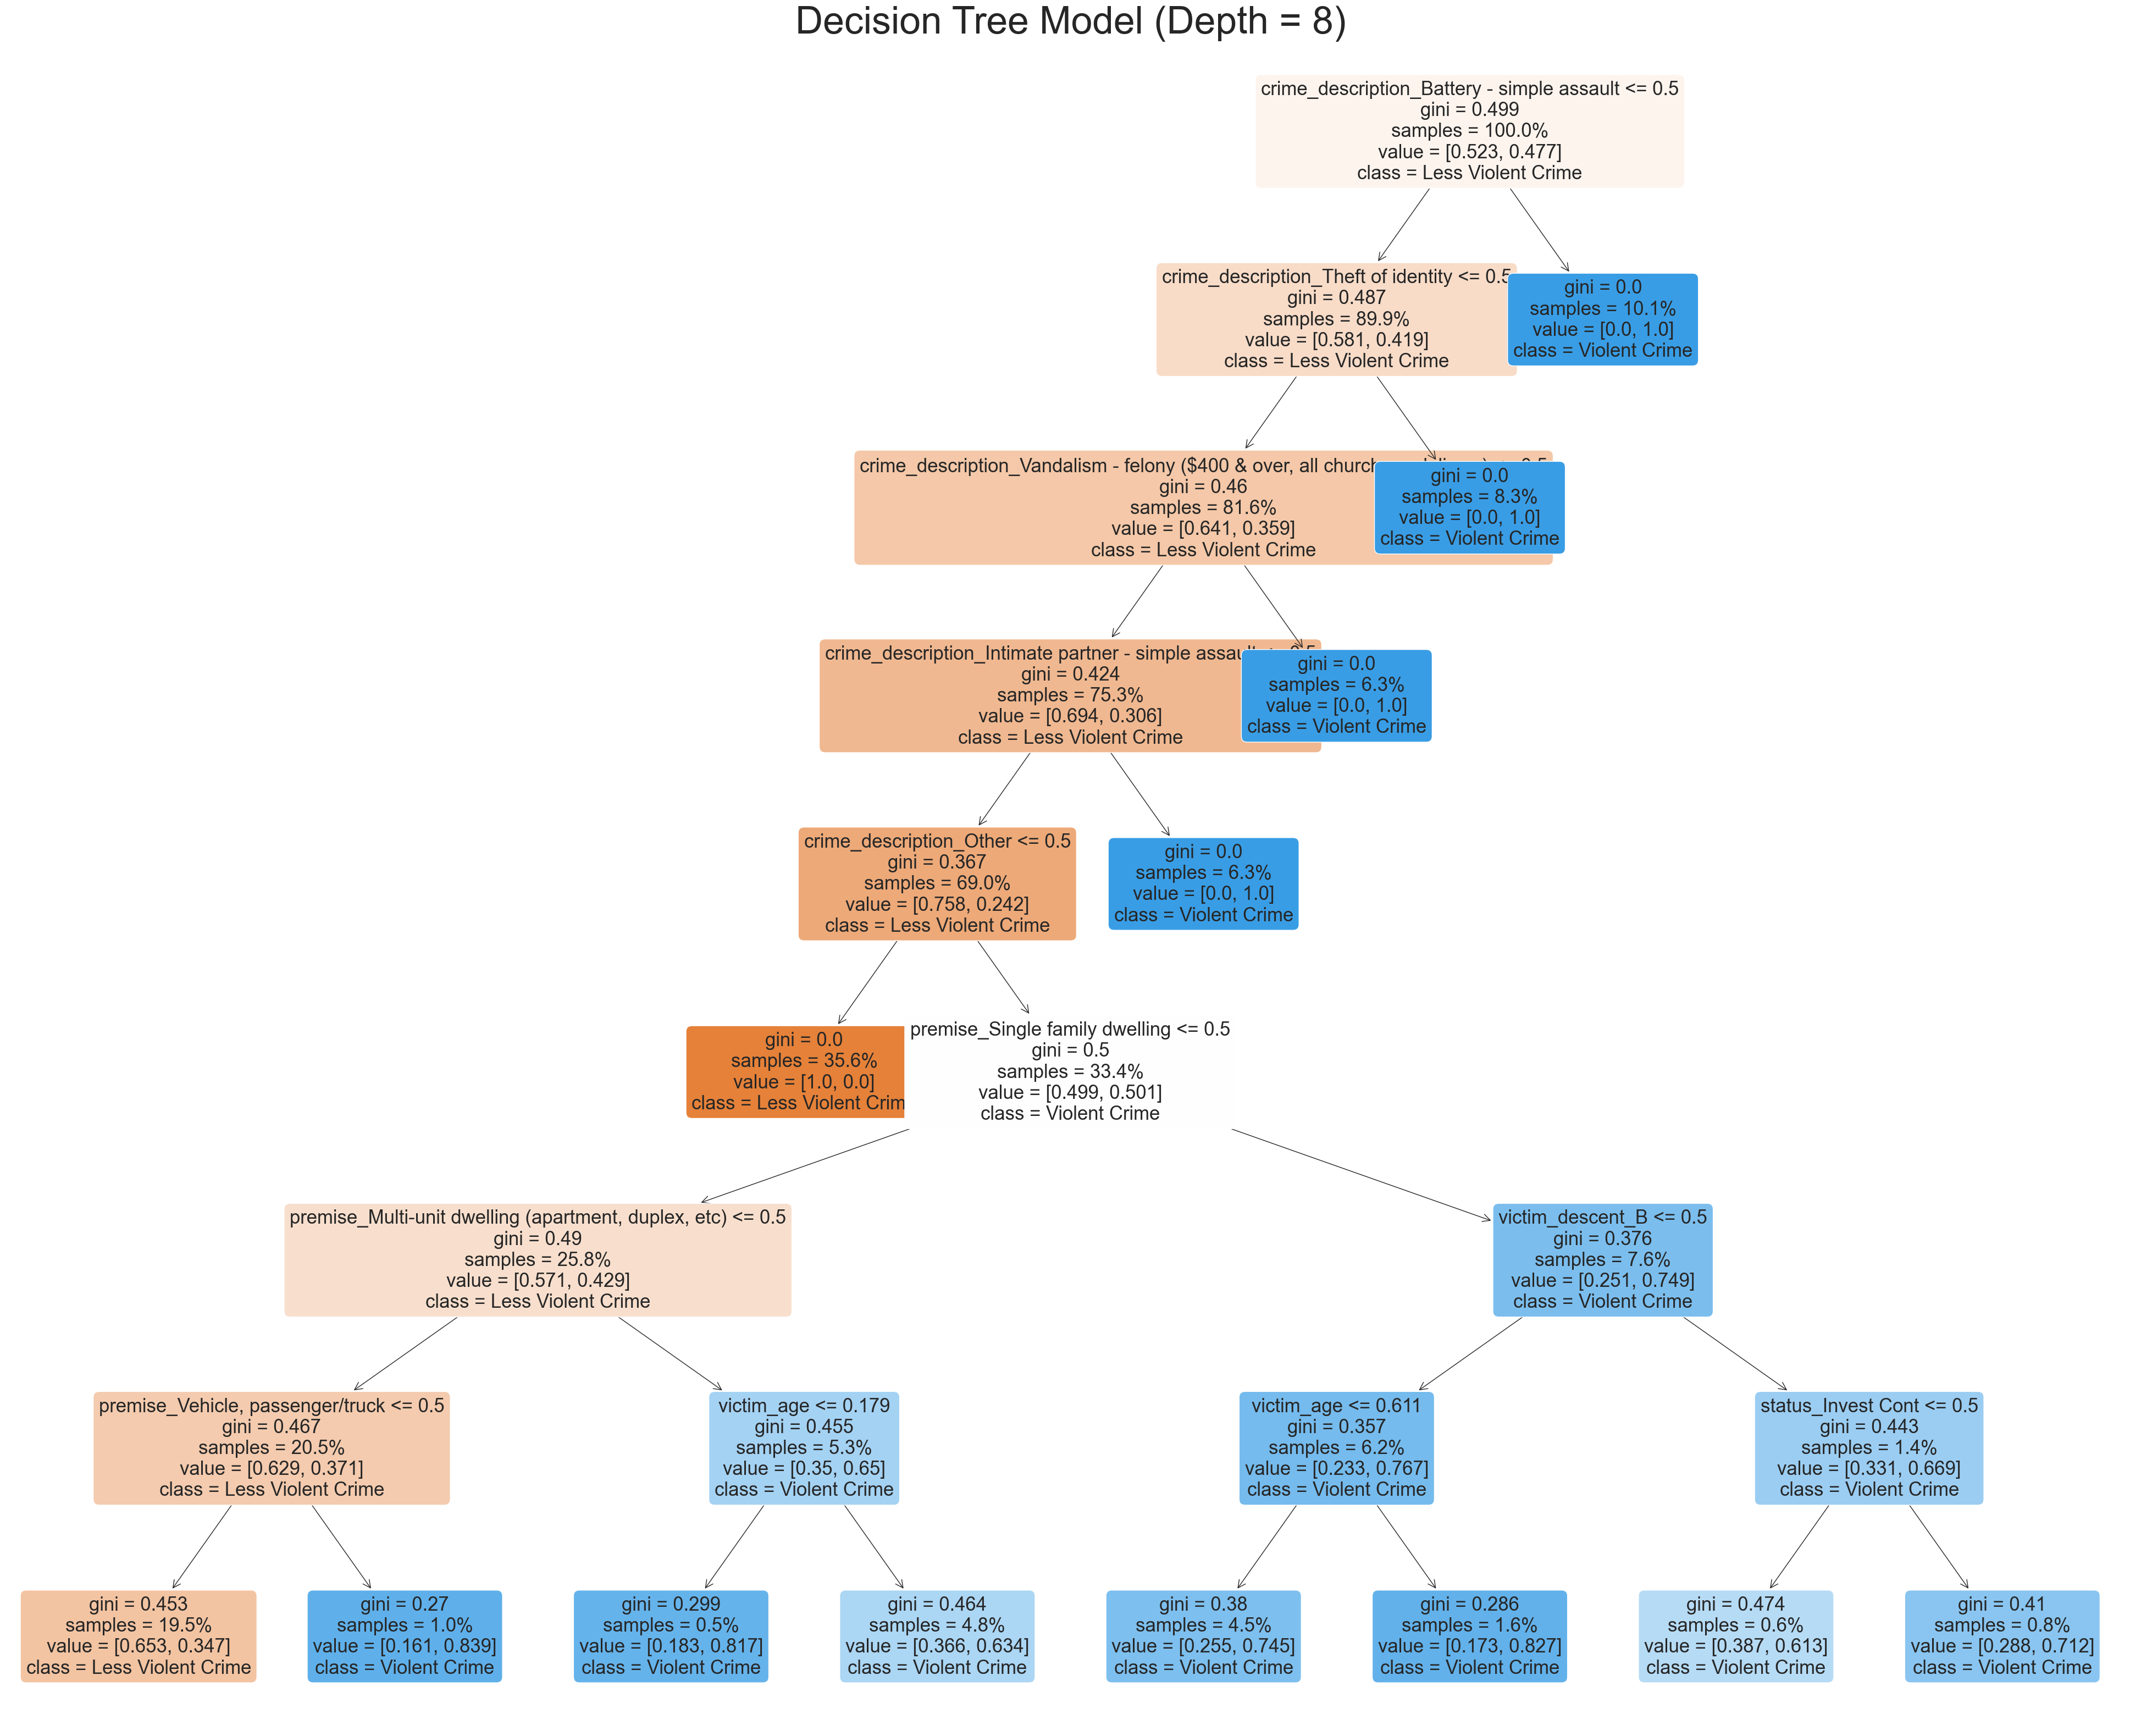 Decision Tree Model (Depth = 8)
crime_description_Battery - simple assault <= 0.5
gini = 0.499
samples = 100.0%
value = [0.523, 0.477]
class = Less Violent Crime
crime_description_Theft of identity <= 0.5
gini = 0.487
samples = 89.9%
value = [0.581, 0.419]
class = Less Violent Crime
gini = 0.0
samples = 10.1%
value = [0.0, 1.0]
class = Violent Crime
crime_description_Vandalism - felony ($400 & over, all church
gini = 0.46
samples = 81.6%
value = [0.641, 0.359]
class = Less Violent Crime
gini = 0.0
samples = 8.3%
value = [0.0, 1.0]
class = Violent Crime
crime_description_Intimate partner - simple
gini = 0.424
samples = 75.3%
value = [0.694, 0.306]
class = Less Violent Crime
gini = 0.0
samples = 6.3%
value = [0.0, 1.0]
class = Violent Crime
crime_description_Other <= 0.5
gini = 0.367
samples = 69.0%
value = [0.758, 0.242]
class = Less Violent Crime
gini = 0.0
samples = 6.3%
value = [0.0, 1.0]
class = Violent Crime
gini = 0.0
samples = 35.6%
value = [1.0, 0.0]
class = Less Violent Crim
premise_Single family dwelling <= 0.5
gini = 0.5
samples = 33.4%
value = [0.499, 0.501]
class = Violent Crime
premise_Multi-unit dwelling (apartment, duplex, etc) <= 0.5
gini = 0.49
samples = 25.8%
value = [0.571, 0.429]
class = Less Violent Crime
victim_descent_B <= 0.5
gini = 0.376
samples = 7.6%
value = [0.251, 0.749]
class = Violent Crime
premise_Vehicle, passenger/truck <= 0.5
gini = 0.467
samples = 20.5%
value = [0.629, 0.371]
class = Less Violent Crime
victim_age <= 0.179
gini = 0.455
samples = 5.3%
value = [0.35, 0.65]
class = Violent Crime
victim_age <= 0.611
gini = 0.357
samples = 6.2%
value = [0.233, 0.767]
class = Violent Crime
status_Invest Cont <= 0.5
gini = 0.443
samples = 1.4%
value = [0.331, 0.669]
class = Violent Crime
gini = 0.453
samples = 19.5%
value = [0.653, 0.347]
class = Less Violent Crime
gini = 0.27
samples = 1.0%
value = [0.161, 0.839]
class = Violent Crime
gini = 0.299
samples = 0.5%
value = [0.183, 0.817]
class = Violent Crime
gini = 0.464
samples = 4.8%
value = [0.366, 0.634]
class = Violent Crime
gini = 0.38
samples = 4.5%
value = [0.255, 0.745]
class = Violent Crime
gini = 0.286
samples = 1.6%
value = [0.173, 0.827]
class = Violent Crime
gini = 0.474
samples = 0.6%
value = [0.387, 0.613]
class = Violent Crime
gini = 0.41
samples = 0.8%
value = [0.288, 0.712]
class = Violent Crime